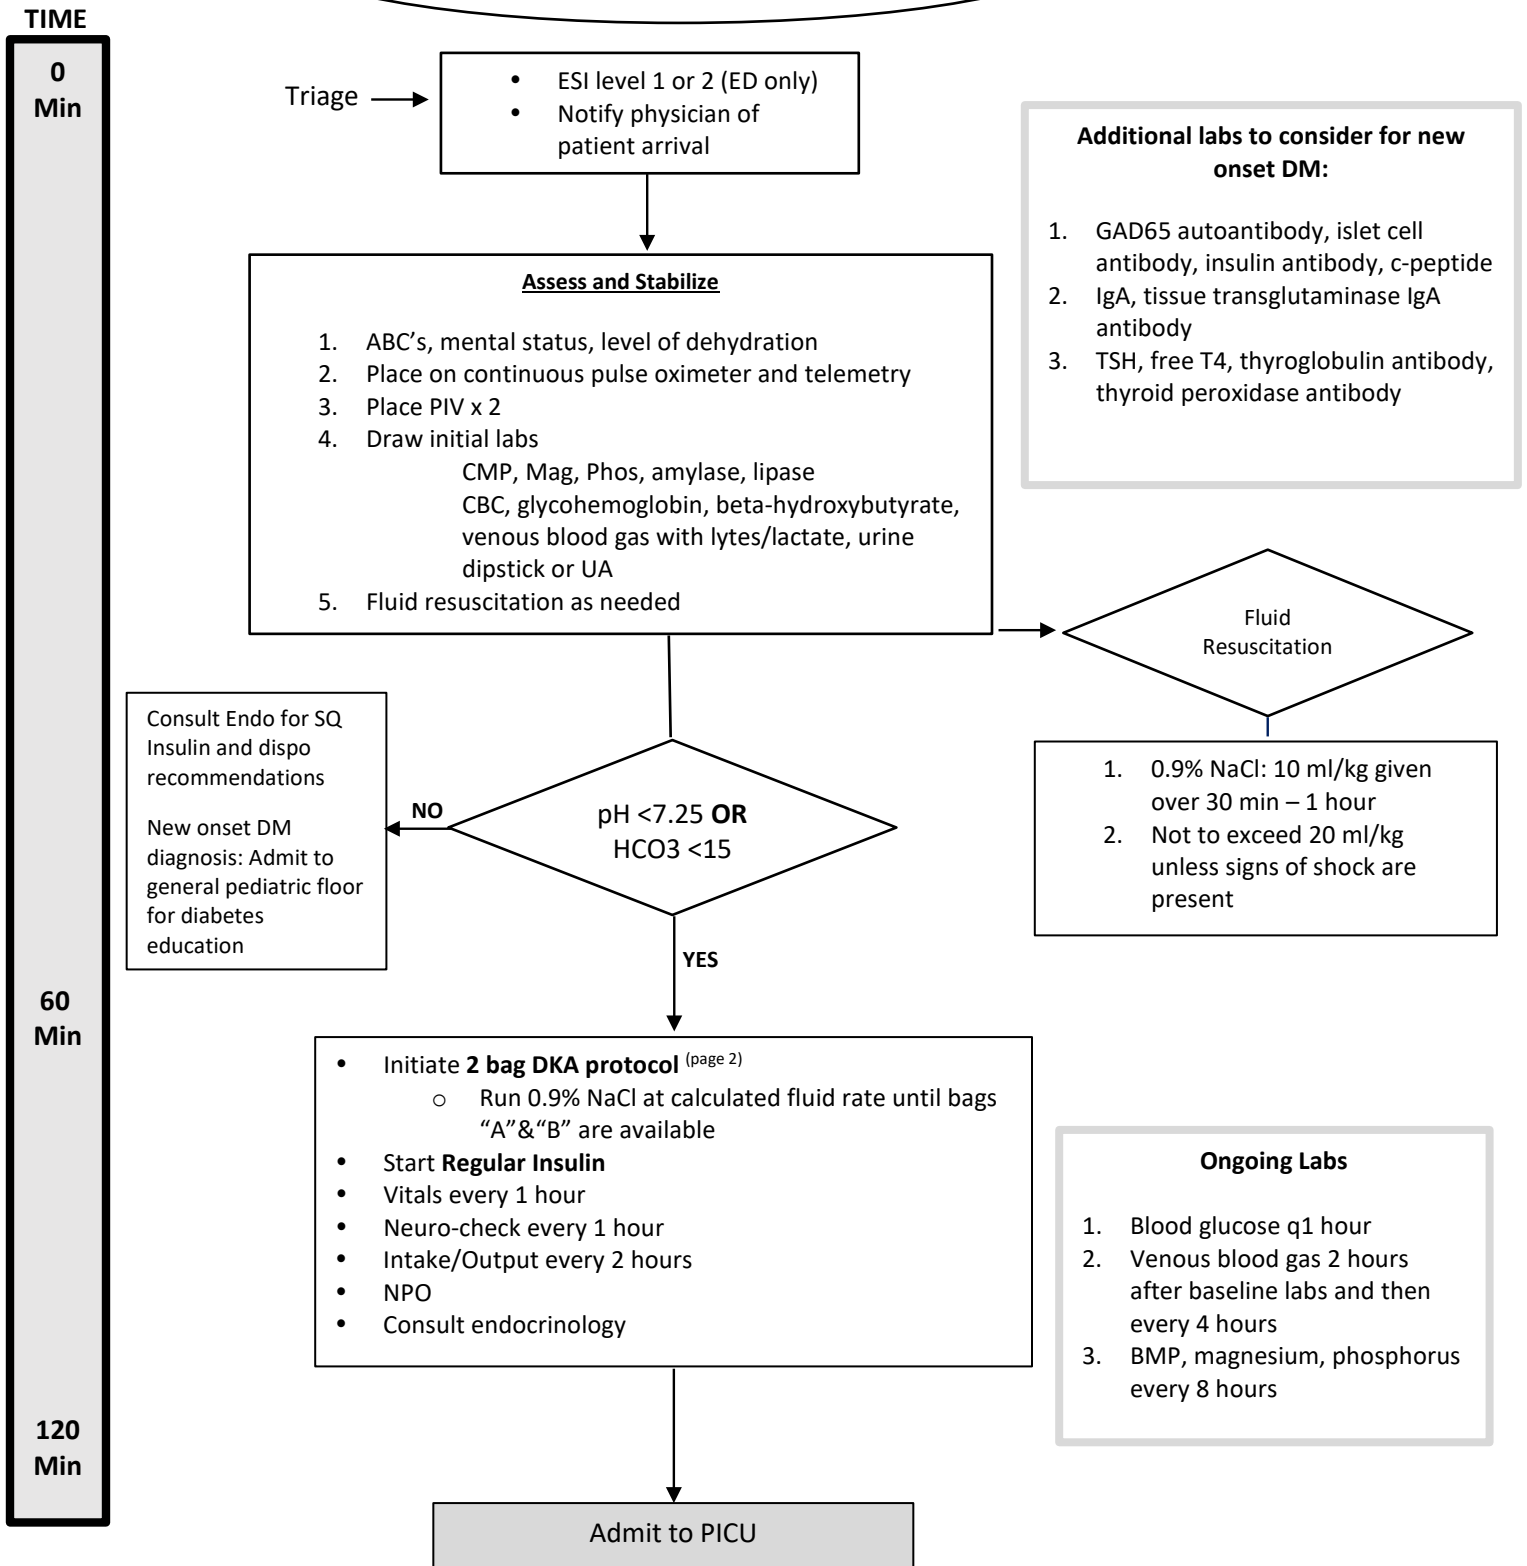 TIME
0
Min
Triage
• ESI level 1 or 2 (ED only)
• Notify physician of
patient arrival
Additional labs to consider for new
onset DM:
1. GAD65 autoantibody, islet cell
antibody, insulin antibody, c-peptide
2. IgA, tissue transglutaminase IgA
antibody
3. TSH, free T4, thyroglobulin antibody,
thyroid peroxidase antibody
Assess and Stabilize
1. ABC’s, mental status, level of dehydration
2. Place on continuous pulse oximeter and telemetry
3. Place PIV x 2
4. Draw initial labs
CMP, Mag, Phos, amylase, lipase
CBC, glycohemoglobin, beta-hydroxybutyrate,
venous blood gas with lytes/lactate, urine
dipstick or UA
5. Fluid resuscitation as needed
Fluid
Resuscitation
1. 0.9% NaCl: 10 ml/kg given
over 30 min – 1 hour
2. Not to exceed 20 ml/kg
unless signs of shock are
present
Consult Endo for SQ
Insulin and dispo
recommendations
New onset DM
diagnosis: Admit to
general pediatric floor
for diabetes
education
NO
pH <7.25 OR
HCO3 <15
YES
60
Min
• Initiate 2 bag DKA protocol (page 2)
o Run 0.9% NaCl at calculated fluid rate until bags
“A”&“B” are available
• Start Regular Insulin
• Vitals every 1 hour
• Neuro-check every 1 hour
• Intake/Output every 2 hours
• NPO
• Consult endocrinology
Ongoing Labs
1. Blood glucose q1 hour
2. Venous blood gas 2 hours
after baseline labs and then
every 4 hours
3. BMP, magnesium, phosphorus
every 8 hours
120
Min
Admit to PICU